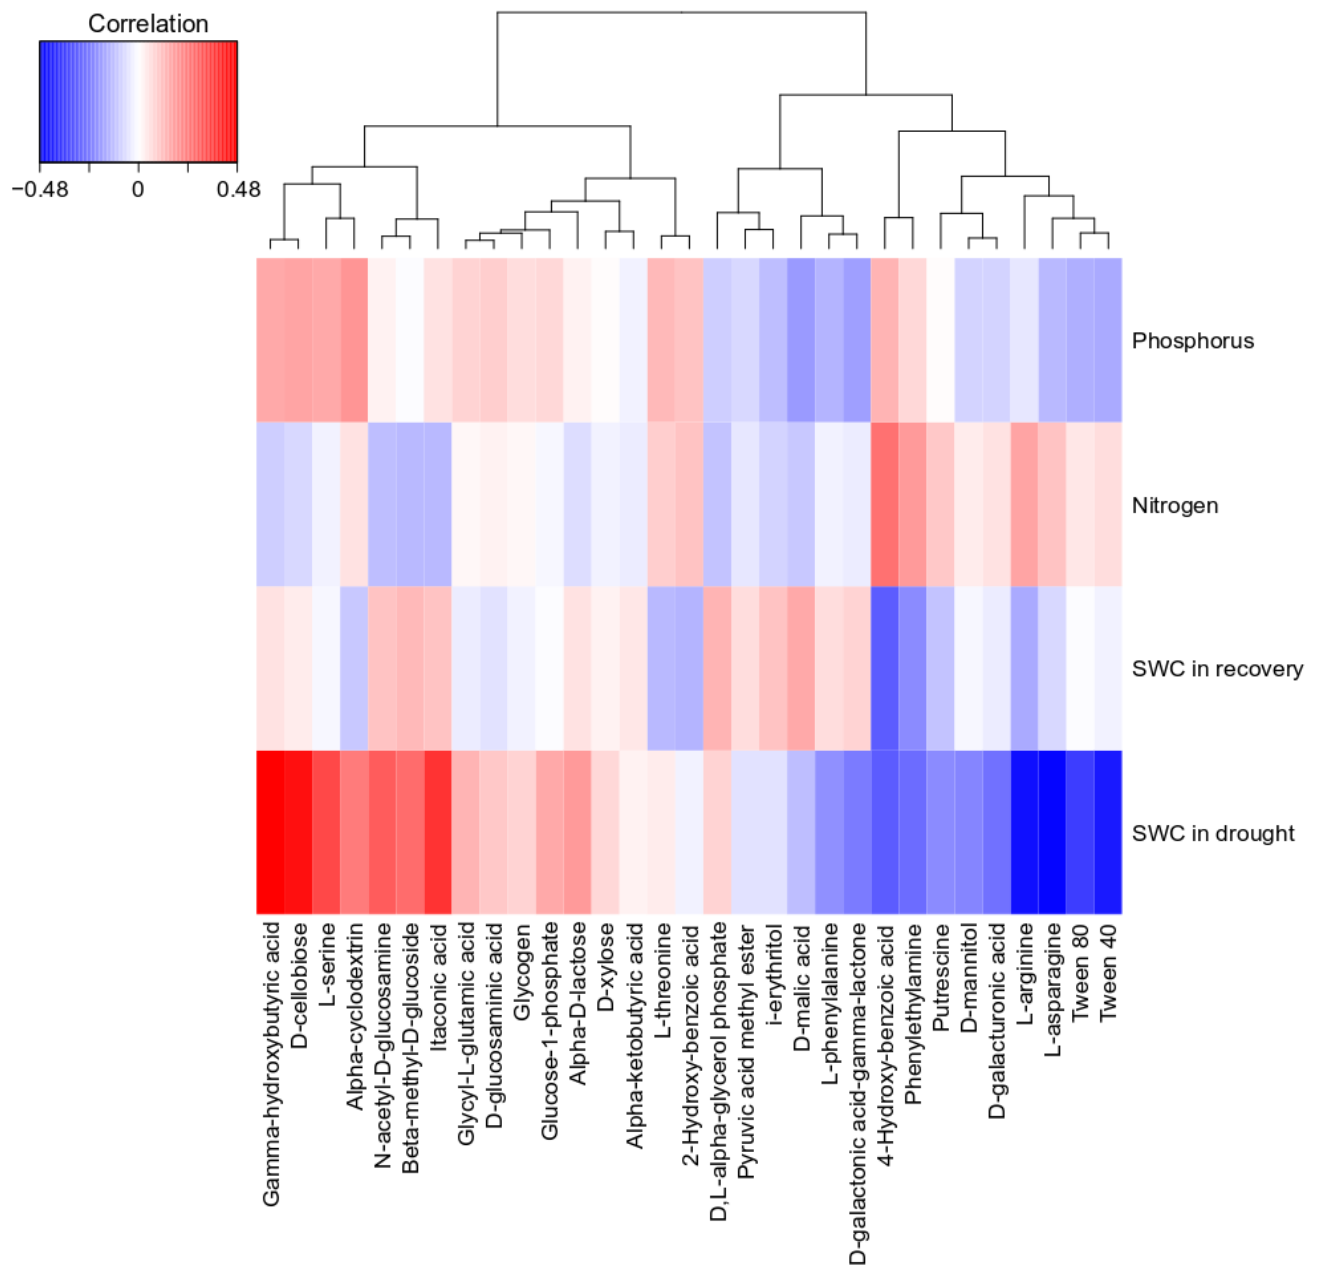 Correlation
−0.48
0
0.48
Phosphorus
Nitrogen
SWC in recovery
SWC in drought
Gamma-hydroxybutyric acid
D-cellobiose
L-serine
Alpha-cyclodextrin
N-acetyl-D-glucosamine
Beta-methyl-D-glucoside
Itaconic acid
Glycyl-L-glutamic acid
D-glucosaminic acid
Glycogen
Glucose-1-phosphate
Alpha-D-lactose
D-xylose
Alpha-ketobutyric acid
L-threonine
2-Hydroxy-benzoic acid
D,L-alpha-glycerol phosphate
Pyruvic acid methyl ester
i-erythritol
D-malic acid
L-phenylalanine
D-galactonic acid-gamma-lactone
4-Hydroxy-benzoic acid
Phenylethylamine
Putrescine
D-mannitol
D-galacturonic acid
L-arginine
L-asparagine
Tween 80
Tween 40